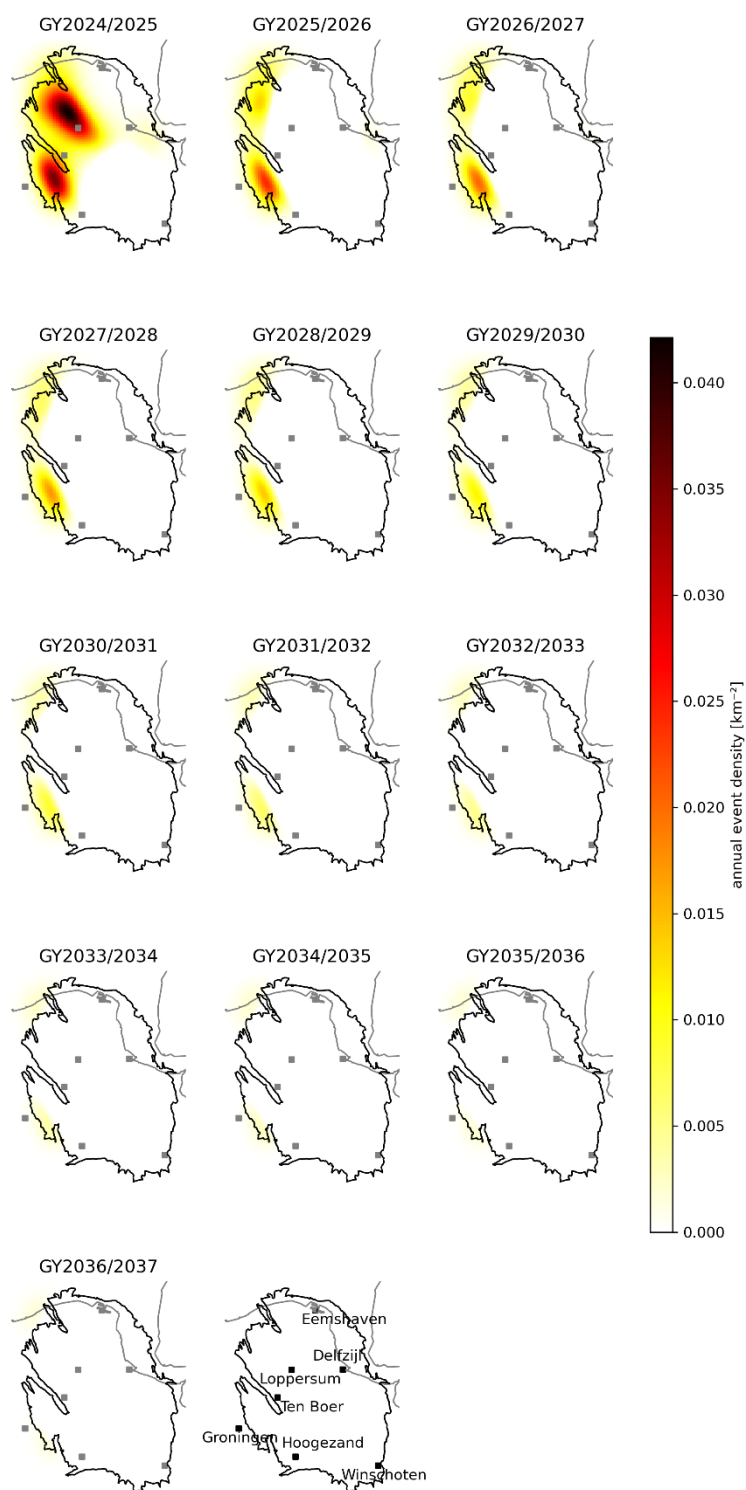 GY2024/2025 GY2025/2026 GY2026/2027
GY2027/2028 GY2028/2029 GY2029/2030
GY2030/2031 GY2031/2032 GY2032/2033
GY2033/2034 GY2034/2035 GY2035/2036
GY2036/2037
Eemshaven
Delfzijl
Loppersum
Ten Boer
Groningen
Hoogezand
Winschoten
0.040
0.035
0.030
0.025
0.020
0.015
0.010
0.005
0.000
annual event density [km⁻²]